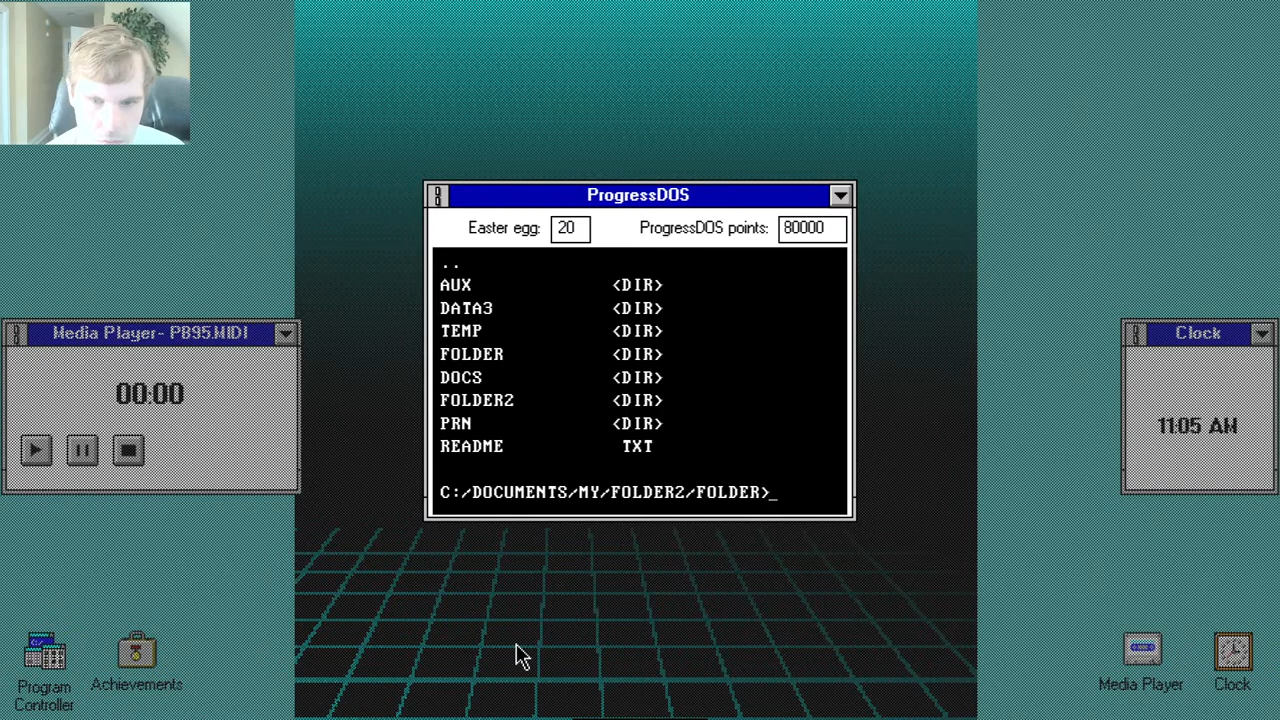 ProgressDOS
Easter egg: 20 ProgressDOS points: 80000
..
AUX <DIR>
DATA3 <DIR>
TEMP <DIR>
FOLDER <DIR>
DOCS <DIR>
FOLDER2 <DIR>
PRN <DIR>
README TXT
C:/DOCUMENTS/MY/FOLDER2/FOLDER>_
Media Player- PB95.MIDI
00:00
Clock
11:05 AM
Program
Controller
Achievements
Media Player
Clock